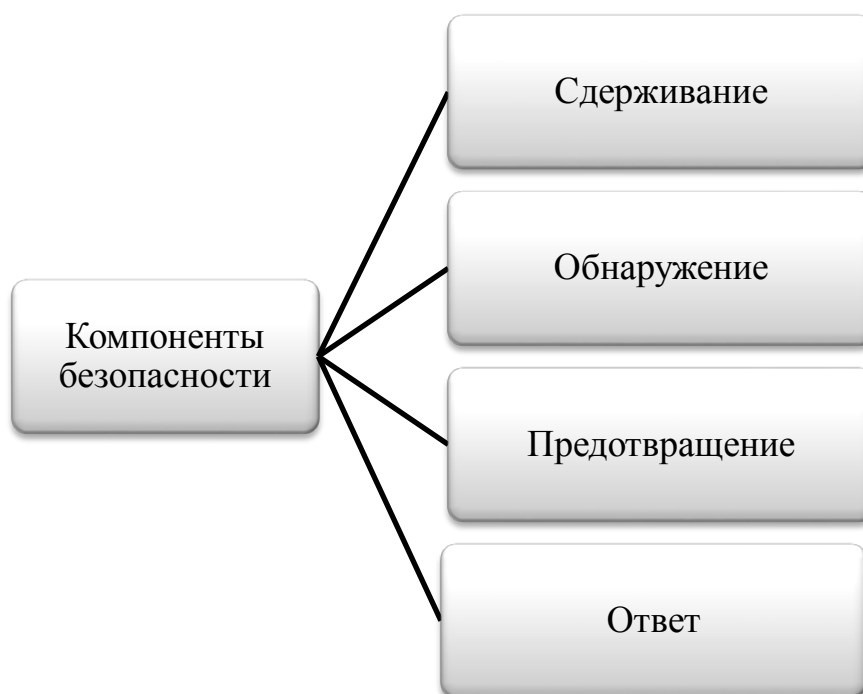 Сдерживание
Обнаружение
Компоненты
безопасности
Предотвращение
Ответ